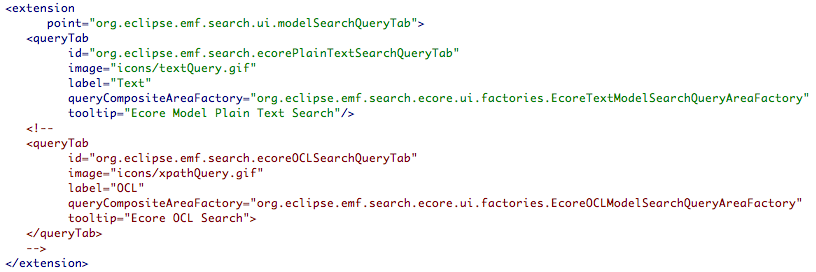 <extension
      point="org.eclipse.emf.search.ui.modelSearchQueryTab">
   <queryTab
         id="org.eclipse.emf.search.ecorePlainTextSearchQueryTab"
         image="icons/textQuery.gif"
         label="Text"
         queryCompositeAreaFactory="org.eclipse.emf.search.ecore.ui.factories.EcoreTextModelSearchQueryAreaFactory"
         tooltip="Ecore Model Plain Text Search"/>
   <!--
   <queryTab
         id="org.eclipse.emf.search.ecoreOCLSearchQueryTab"
         image="icons/xpathQuery.gif"
         label="OCL"
         queryCompositeAreaFactory="org.eclipse.emf.search.ecore.ui.factories.EcoreOCLModelSearchQueryAreaFactory"
         tooltip="Ecore OCL Search">
   </queryTab>
   -->
</extension>